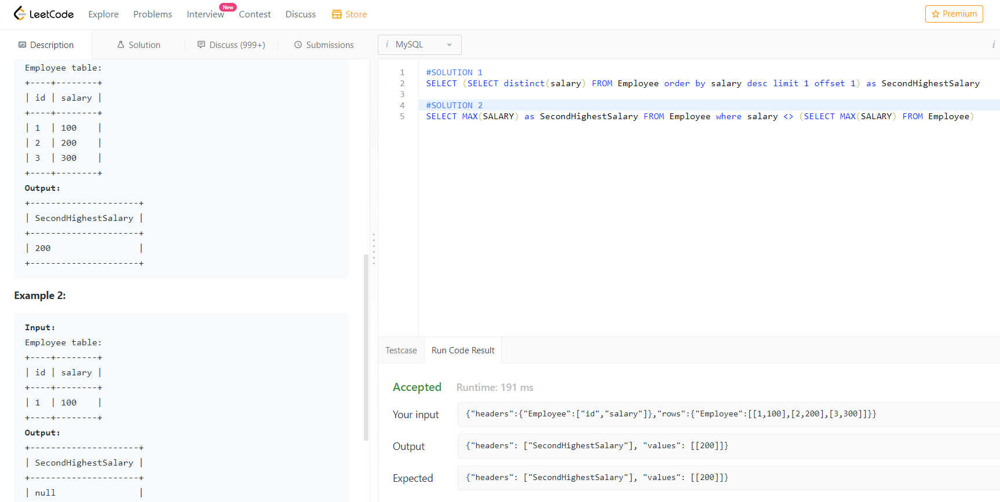 LeetCode Explore Problems Interview New Contest Discuss Store Premium
Description Solution Discuss (999+) Submissions i MySQL i
Employee table:
+----+--------+
| id | salary |
+----+--------+
| 1  | 100    |
| 2  | 200    |
| 3  | 300    |
+----+--------+
Output:
+---------------------+
| SecondHighestSalary |
+---------------------+
| 200                 |
+---------------------+
Example 2:
Input:
Employee table:
+----+--------+
| id | salary |
+----+--------+
| 1  | 100    |
+----+--------+
Output:
+---------------------+
| SecondHighestSalary |
+---------------------+
| null                |
1 #SOLUTION 1
2 SELECT (SELECT distinct(salary) FROM Employee order by salary desc limit 1 offset 1) as SecondHighestSalary
3
4 #SOLUTION 2
5 SELECT MAX(SALARY) as SecondHighestSalary FROM Employee where salary <> (SELECT MAX(SALARY) FROM Employee)
Testcase Run Code Result
Accepted Runtime: 191 ms
Your input {"headers":{"Employee":["id","salary"]},"rows":{"Employee":[[1,100],[2,200],[3,300]]}}
Output {"headers": ["SecondHighestSalary"], "values": [[200]]}
Expected {"headers": ["SecondHighestSalary"], "values": [[200]]}